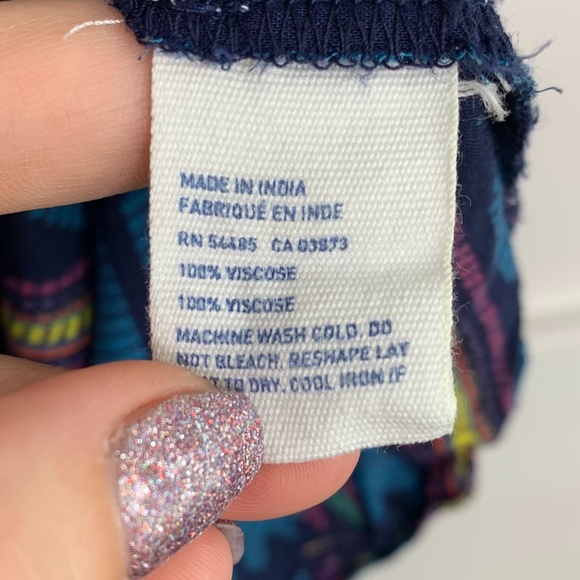 MADE IN INDIA
FABRIQUÉ EN INDE
RN 54485 CA 03973
100% VISCOSE
100% VISCOSE
MACHINE WASH COLD. DO
NOT BLEACH. RESHAPE LAY
TO DRY. COOL IRON IF